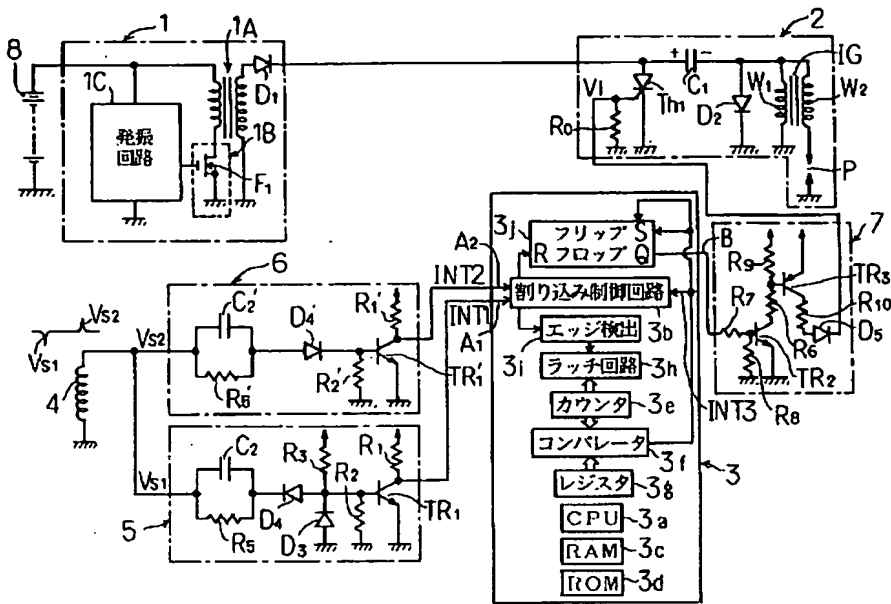 1
8
1C
1A
D1
発振
回路
1B
F1
2
+ −
C1
IG
V1
Th1
D2
W1
W2
R0
P
6
C2'
R5'
D4'
R1'
R2'
TR1'
INT2
INT1
VS2
VS1
VS2
4
VS1
5
C2
R5
D4
R3
D3
R2
R1
TR1
3j
フリップ S
R フロップ Q
A2
割り込み制御回路
3b
A1
エッジ検出
3i
ラッチ回路
3h
カウンタ
3e
コンパレータ
3f
レジスタ
3g
CPU
3a
RAM
3c
ROM
3d
INT3
3
B
7
R9
TR3
R7
R10
D5
R6
TR2
R8